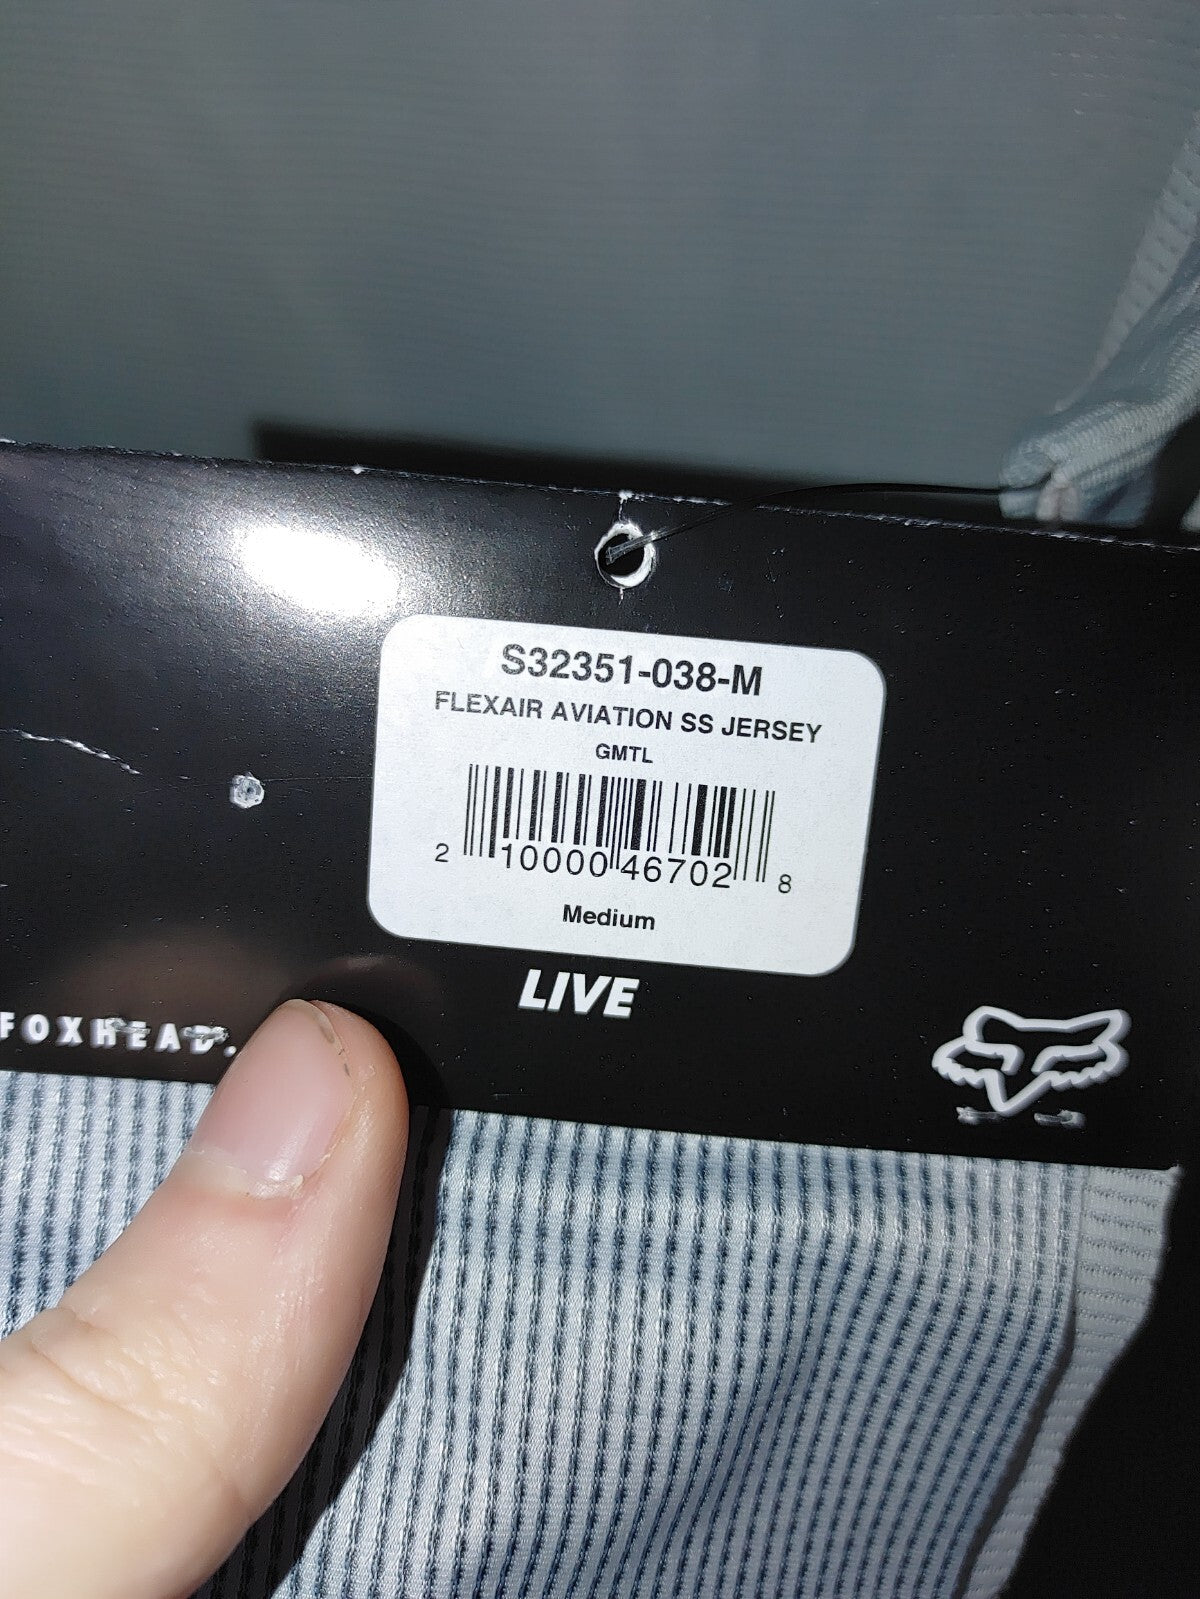 S32351-038-M
FLEXAIR AVIATION SS JERSEY
GMTL
2 10000 46702 8
Medium
LIVE
FOXHEAD.